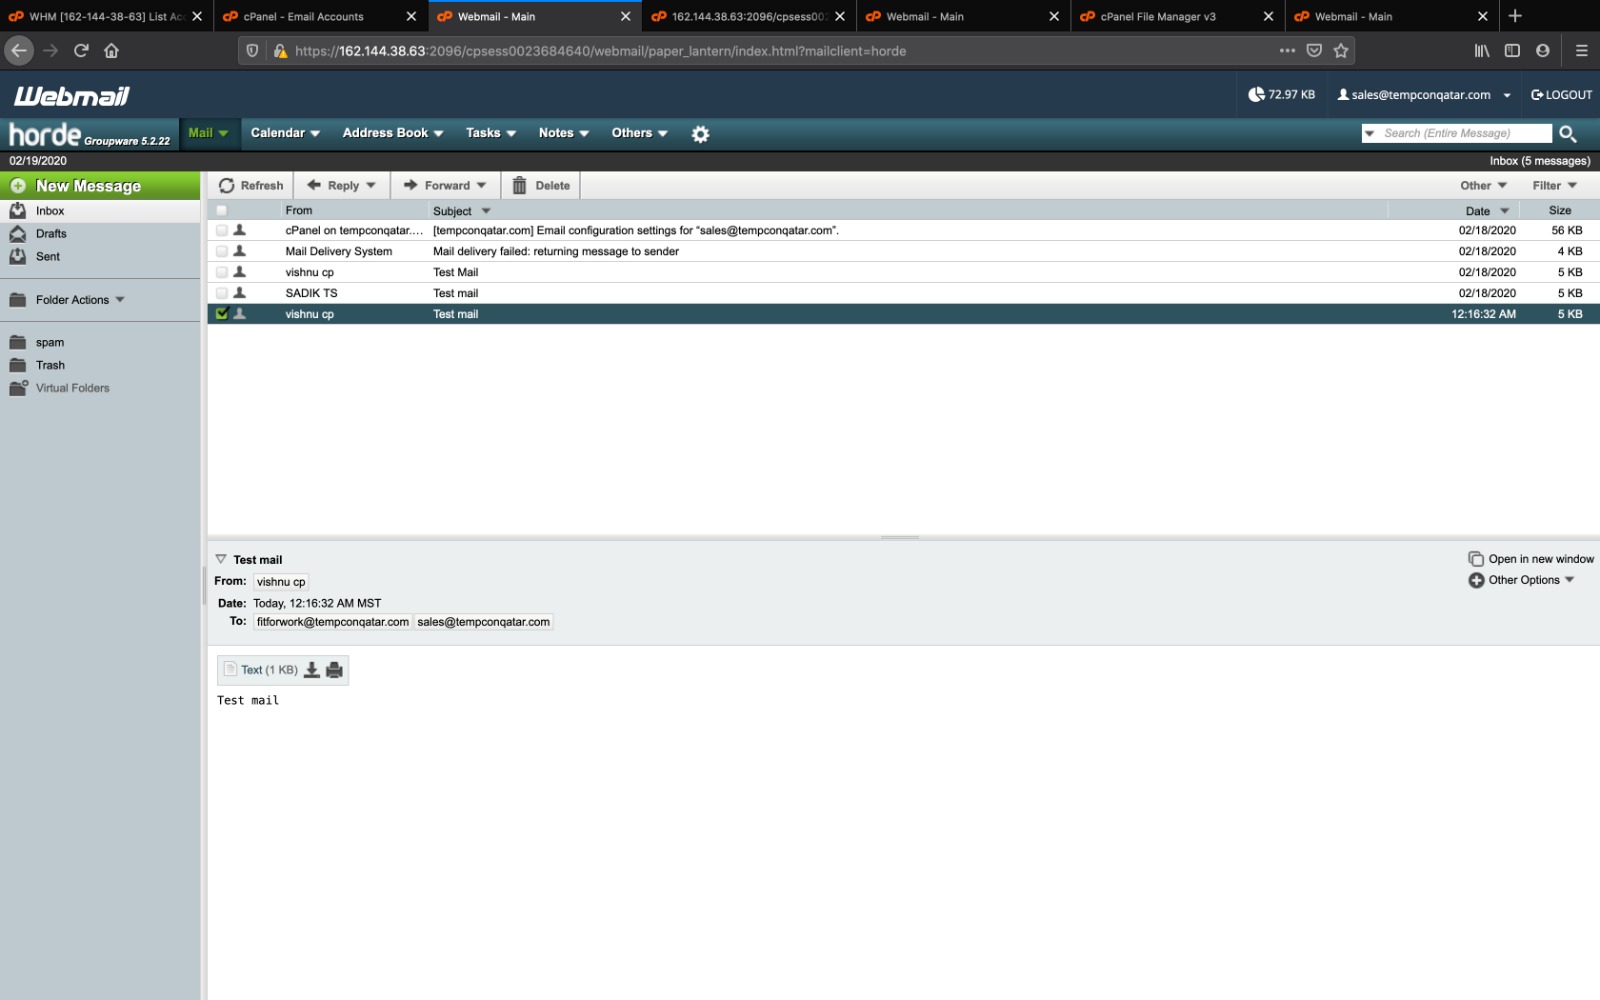 WHM [162-144-38-63] List Acc
cPanel - Email Accounts
Webmail - Main
162.144.38.63:2096/cpsess002
Webmail - Main
cPanel File Manager v3
Webmail - Main
https://162.144.38.63:2096/cpsess0023684640/webmail/paper_lantern/index.html?mailclient=horde
Webmail
72.97 KB
sales@tempconqatar.com
LOGOUT
horde Groupware 5.2.22
Mail
Calendar
Address Book
Tasks
Notes
Others
Search (Entire Message)
02/19/2020
Inbox (5 messages)
New Message
Inbox
Drafts
Sent
Folder Actions
spam
Trash
Virtual Folders
Refresh
Reply
Forward
Delete
Other
Filter
From Subject Date Size
cPanel on tempconqatar.... [tempconqatar.com] Email configuration settings for “sales@tempconqatar.com”. 02/18/2020 56 KB
Mail Delivery System Mail delivery failed: returning message to sender 02/18/2020 4 KB
vishnu cp Test Mail 02/18/2020 5 KB
SADIK TS Test mail 02/18/2020 5 KB
vishnu cp Test mail 12:16:32 AM 5 KB
Test mail
Open in new window
From: vishnu cp
Other Options
Date: Today, 12:16:32 AM MST
To: fitforwork@tempconqatar.com sales@tempconqatar.com
Text (1 KB)
Test mail